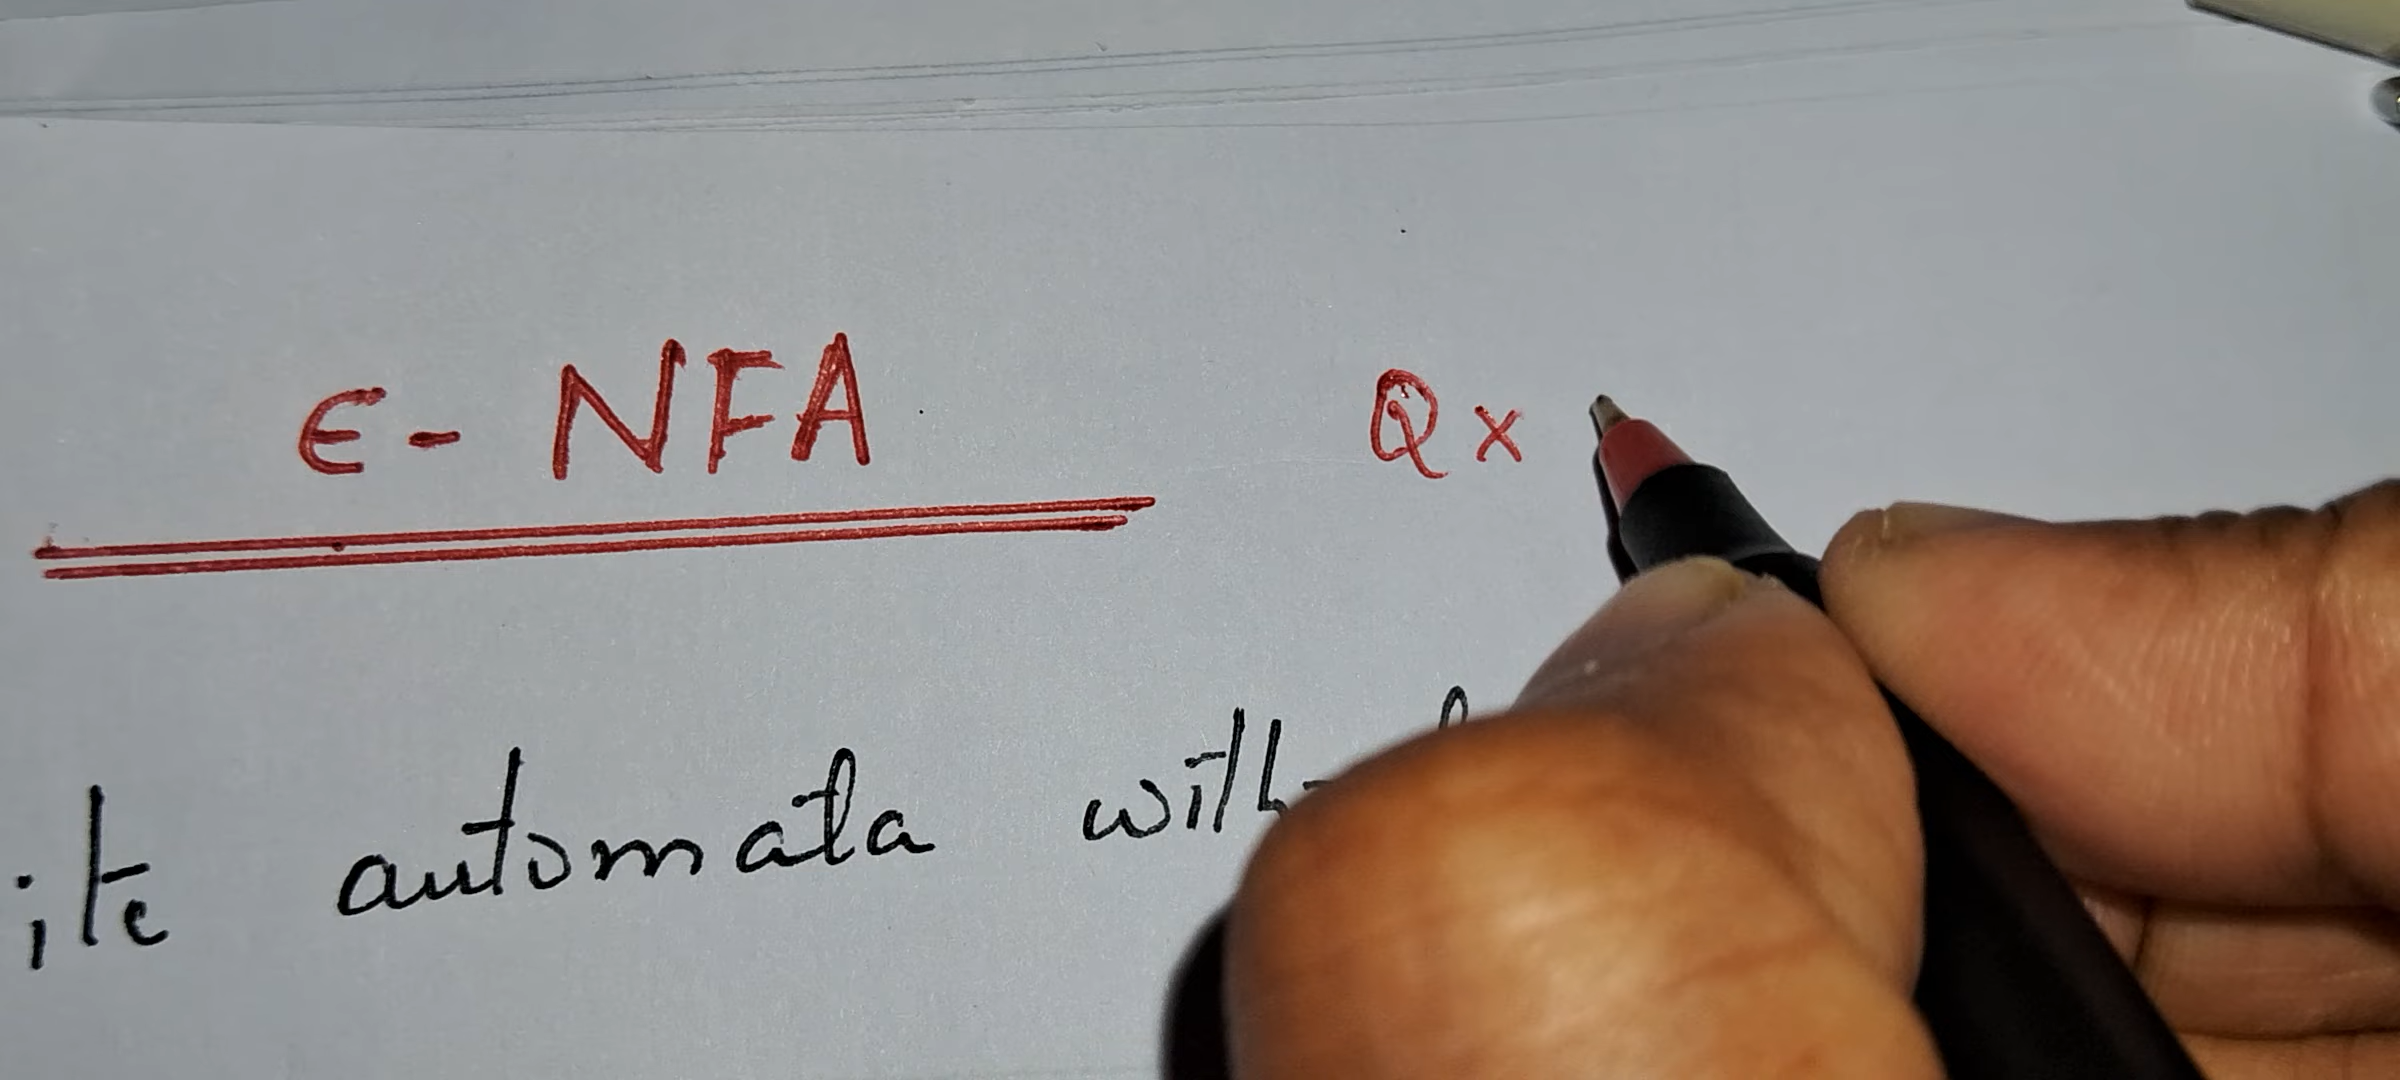 ϵ- NFA Q x
ite automata with